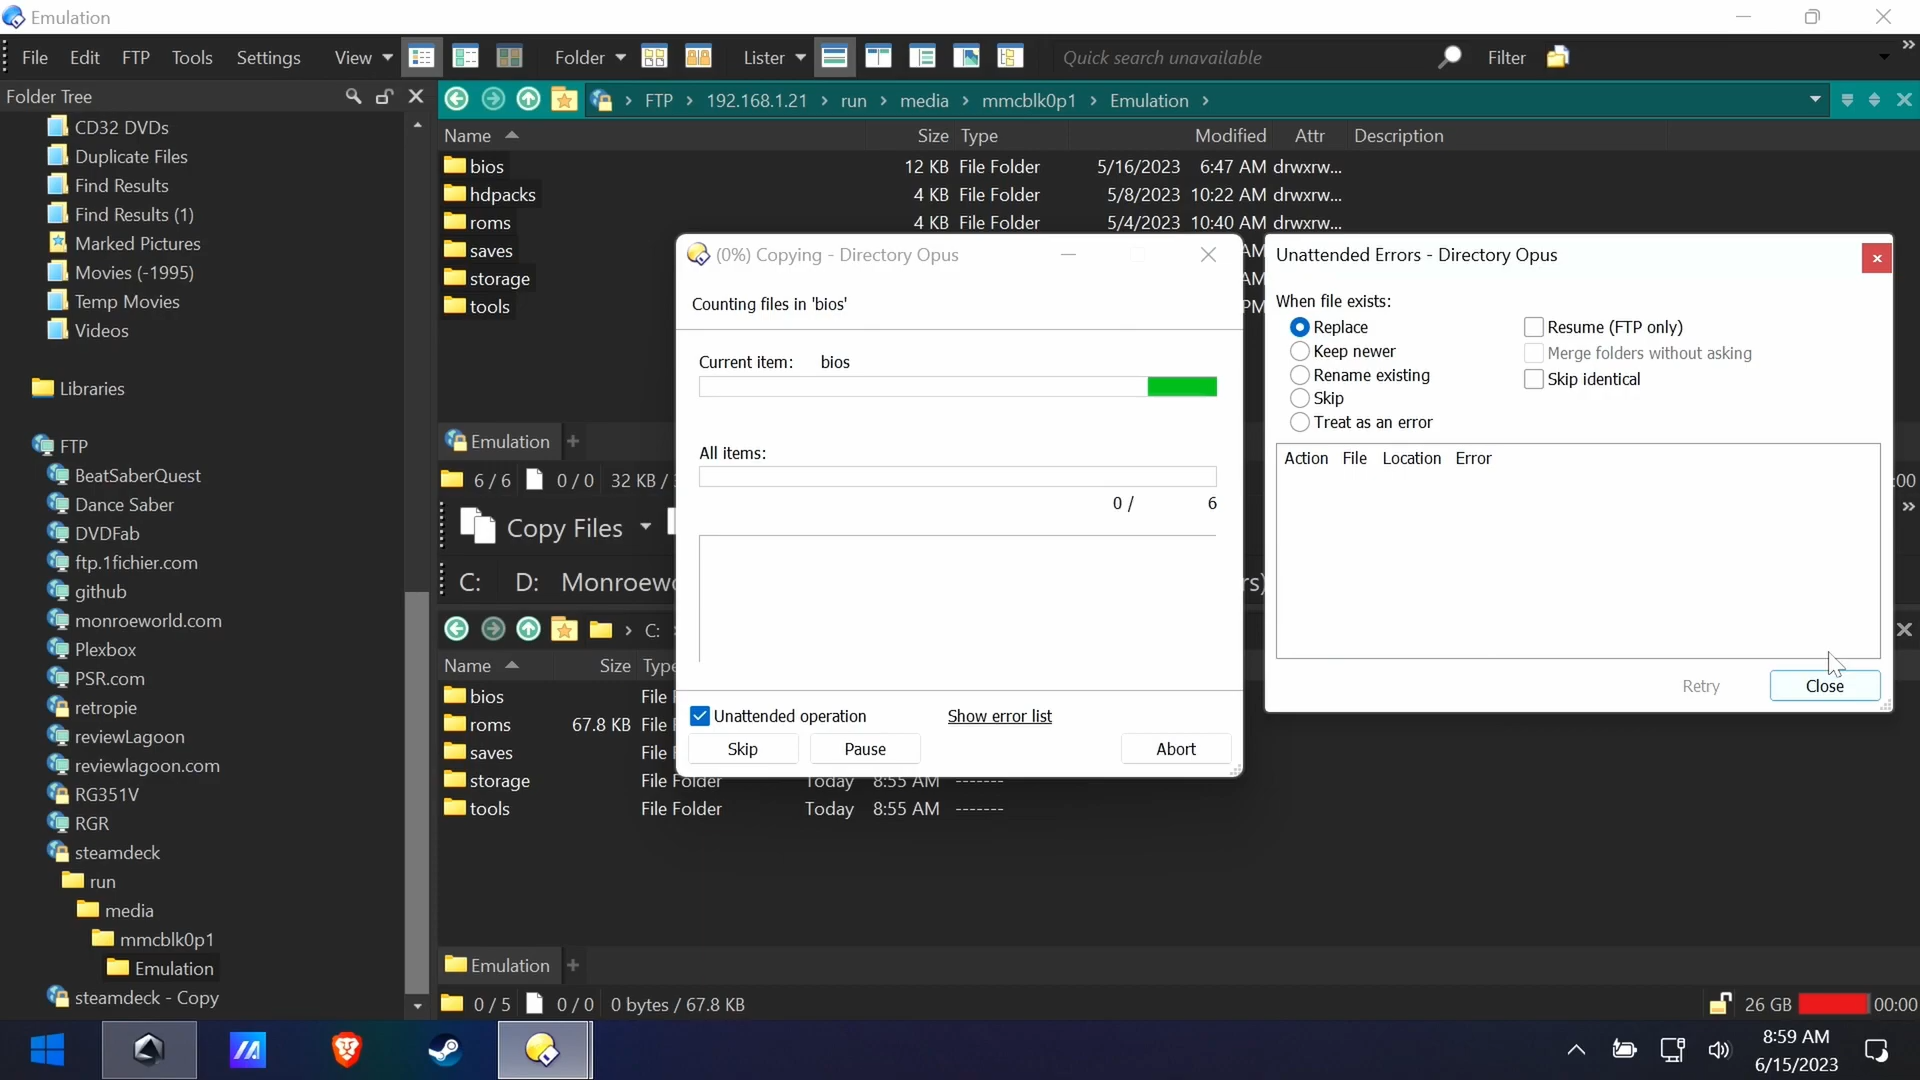 Emulation
File Edit FTP Tools Settings View Folder Lister Quick search unavailable Filter
Folder Tree
FTP 192.168.1.21 run media mmcblk0p1 Emulation
CD32 DVDs
Duplicate Files
Find Results
Find Results (1)
Marked Pictures
Movies (-1995)
Temp Movies
Videos
Libraries
FTP
BeatSaberQuest
Dance Saber
DVDFab
ftp.1fichier.com
github
monroeworld.com
Plexbox
PSR.com
retropie
reviewLagoon
reviewlagoon.com
RG351V
RGR
steamdeck
run
media
mmcblk0p1
Emulation
steamdeck - Copy
Name Size Type Modified Attr Description
bios 12 KB File Folder 5/16/2023 6:47 AM drwxrw...
hdpacks 4 KB File Folder 5/8/2023 10:22 AM drwxrw...
roms 4 KB File Folder 5/4/2023 10:40 AM drwxrw...
saves AM
storage AM
tools PM
Emulation
6 / 6 0 / 0 32 KB /
:00
Copy Files
C: D: Monroewo rs)
C:
Name Size Type
bios File F
roms 67.8 KB File F
saves File F
storage File Folder Today 8:55 AM -------
tools File Folder Today 8:55 AM -------
Emulation
0 / 5 0 / 0 0 bytes / 67.8 KB
26 GB 00:00
(0%) Copying - Directory Opus
Counting files in 'bios'
Current item: bios
All items:
0 / 6
Unattended operation Show error list
Skip Pause Abort
Unattended Errors - Directory Opus
When file exists:
Replace
Keep newer
Rename existing
Skip
Treat as an error
Resume (FTP only)
Merge folders without asking
Skip identical
Action File Location Error
Retry Close
8:59 AM
6/15/2023